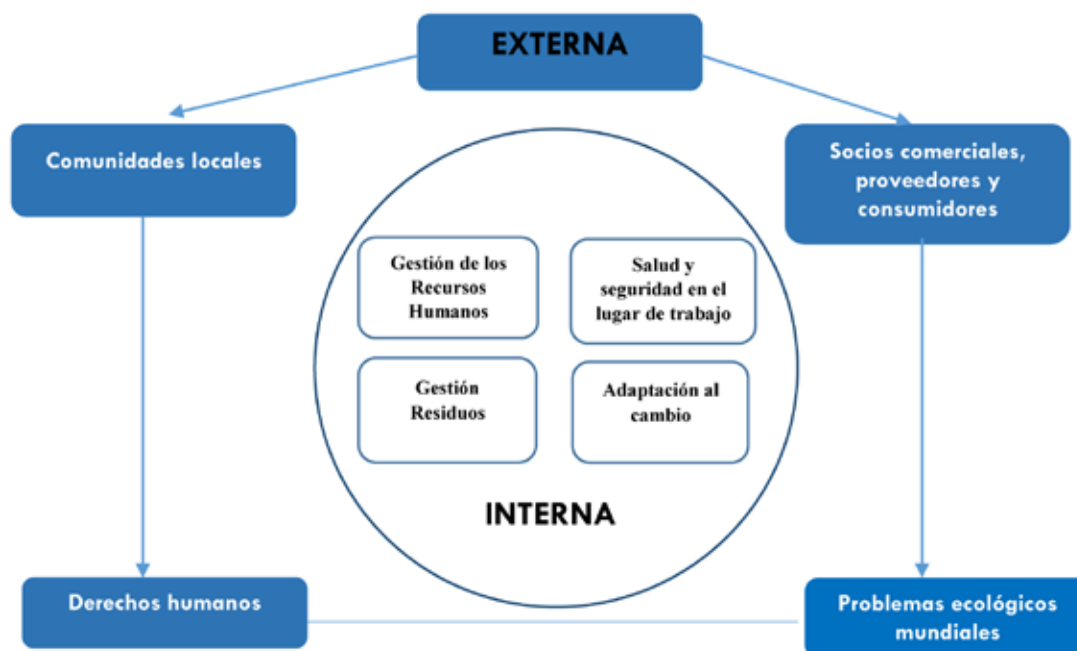 EXTERNA
Comunidades locales
Socios comerciales,
proveedores y
consumidores
Gestión de los
Recursos
Humanos
Salud y
seguridad en el
lugar de trabajo
Gestión
Residuos
Adaptación al
cambio
INTERNA
Derechos humanos
Problemas ecológicos
mundiales